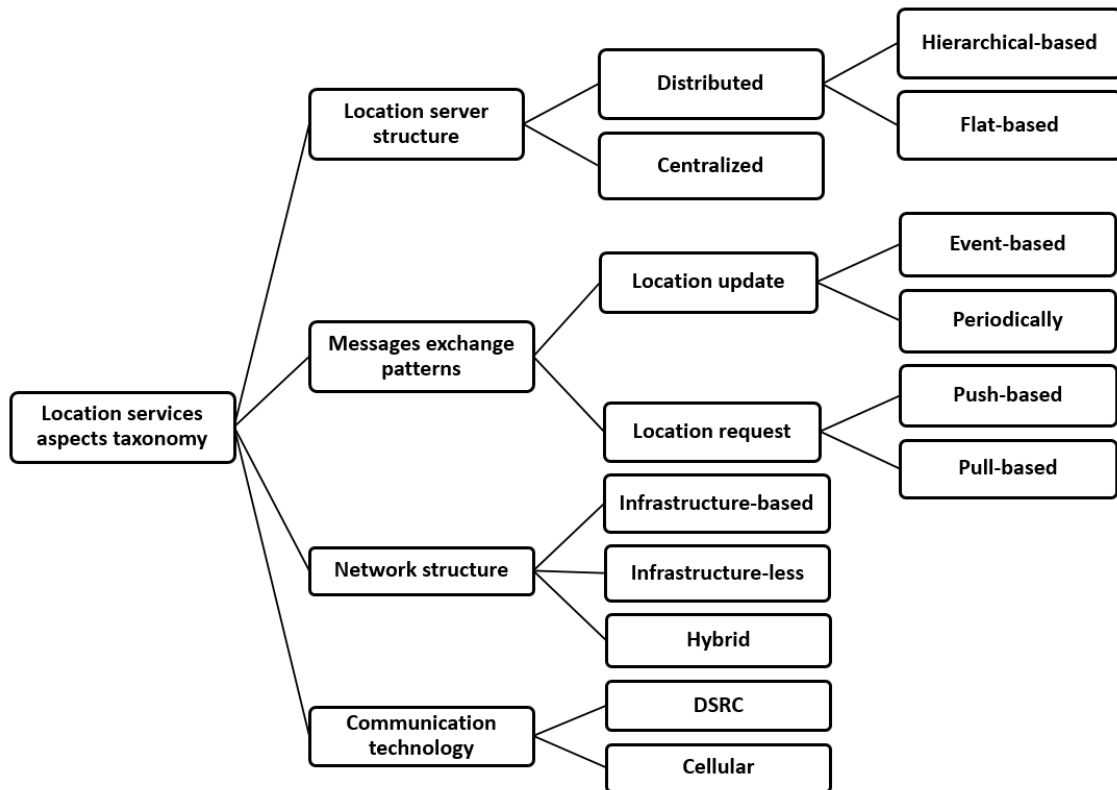 Location services
aspects taxonomy
Location server
structure
Distributed
Hierarchical-based
Flat-based
Centralized
Messages exchange
patterns
Location update
Event-based
Periodically
Location request
Push-based
Pull-based
Network structure
Infrastructure-based
Infrastructure-less
Hybrid
Communication
technology
DSRC
Cellular